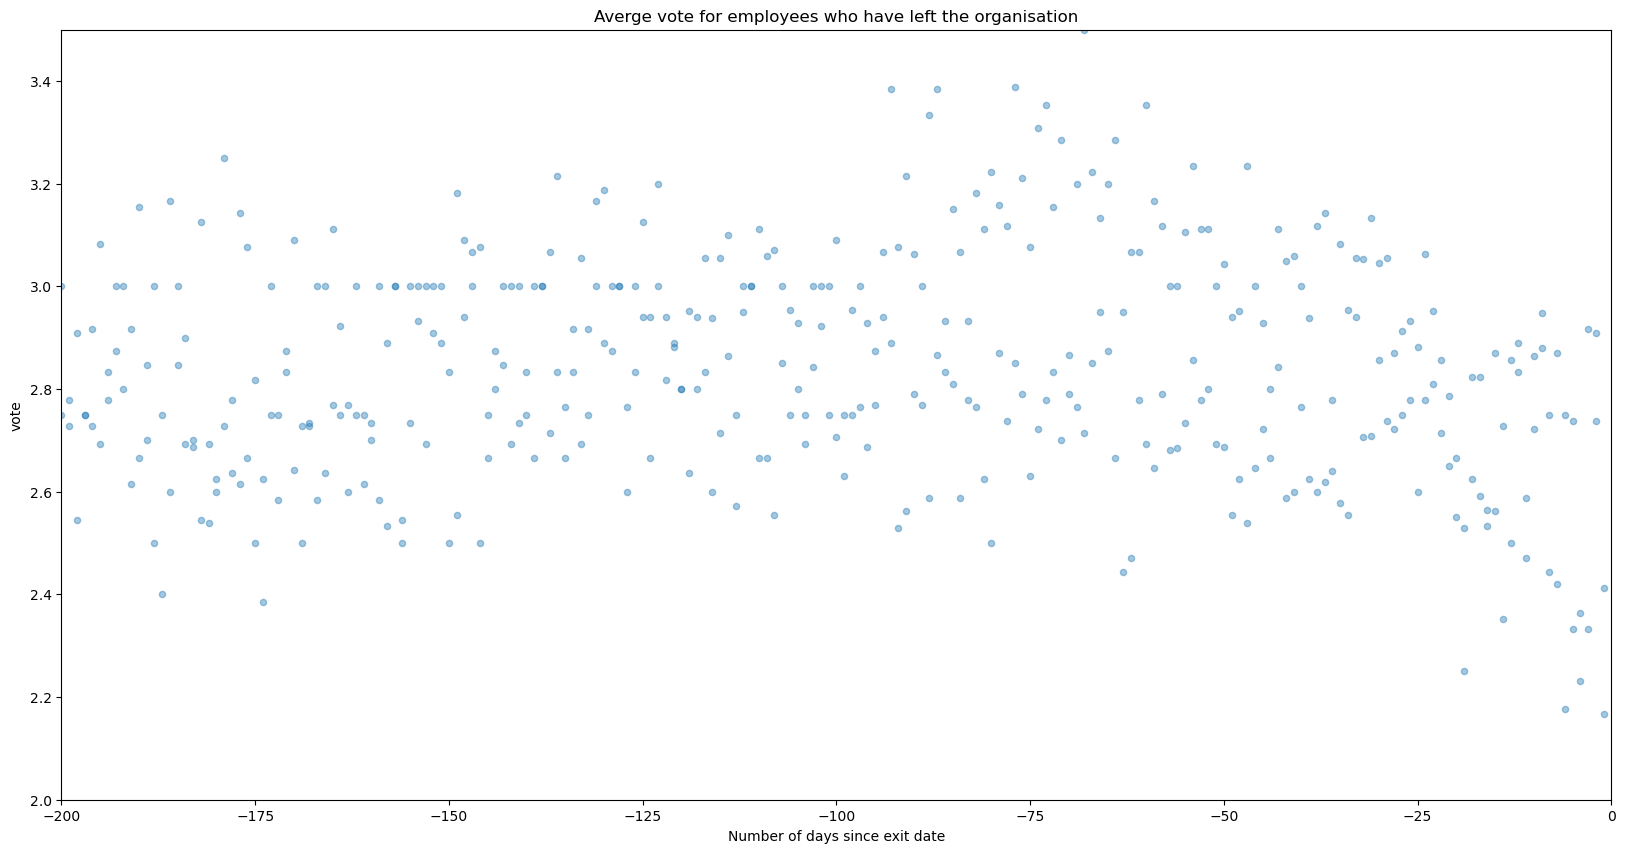 Averge vote for employees who have left the organisation
3.4
3.2
3.0
2.8
2.6
2.4
2.2
2.0
vote
−200 −175 −150 −125 −100 −75 −50 −25 0
Number of days since exit date